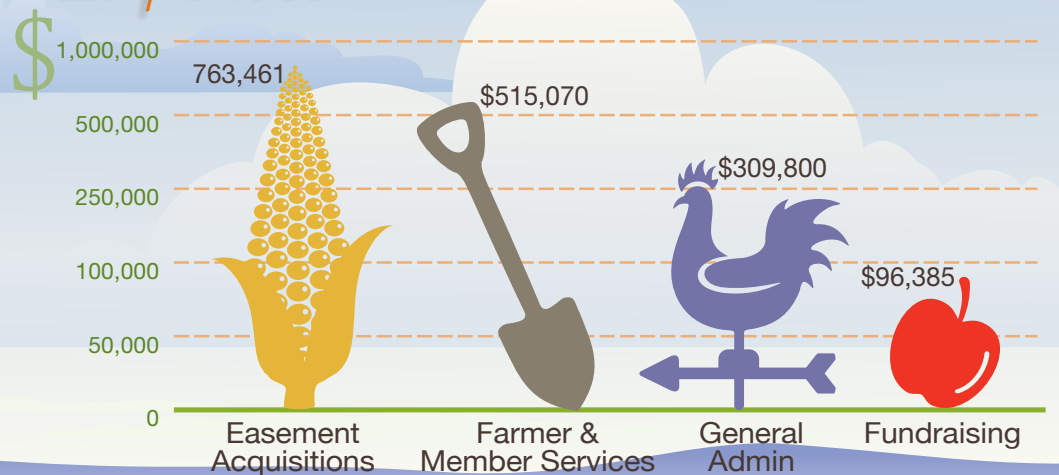 $
1,000,000
763,461
$515,070
500,000
$309,800
250,000
100,000
$96,385
50,000
0
Easement
Acquisitions
Farmer &
Member Services
General
Admin
Fundraising